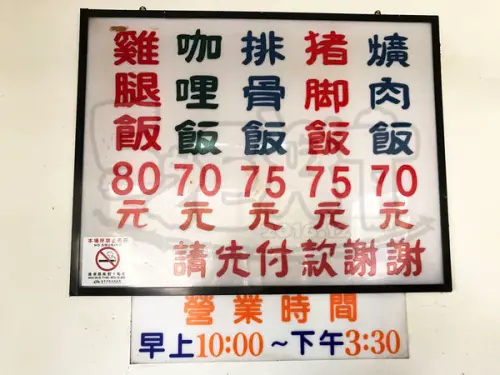 爌肉飯 70元
猪脚飯 75元
排骨飯 75元
咖哩飯 70元
雞腿飯 80元
請先付款謝謝
營業時間
早上10:00～下午3:30